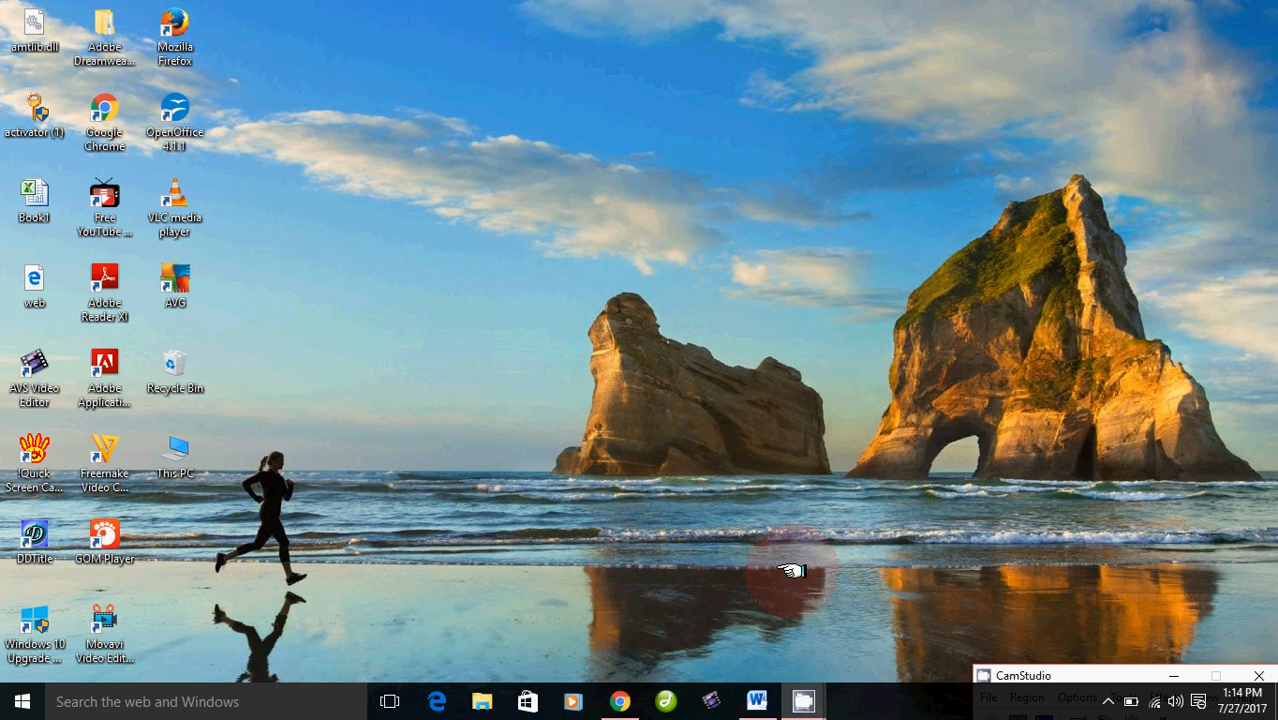 amtlib.dll
Adobe
Dreamwea...
Mozilla
Firefox
activator (1)
Google
Chrome
OpenOffice
4.1.1
Book1
Free
YouTube ...
VLC media
player
web
Adobe
Reader XI
AVG
AVS Video
Editor
Adobe
Applicati...
Recycle Bin
!Quick
Screen Ca...
Freemake
Video C...
This PC
DDTitle
GOM Player
Windows 10
Upgrade ...
Movavi
Video Edit...
CamStudio
File Region Options
Search the web and Windows
1:14 PM
7/27/2017